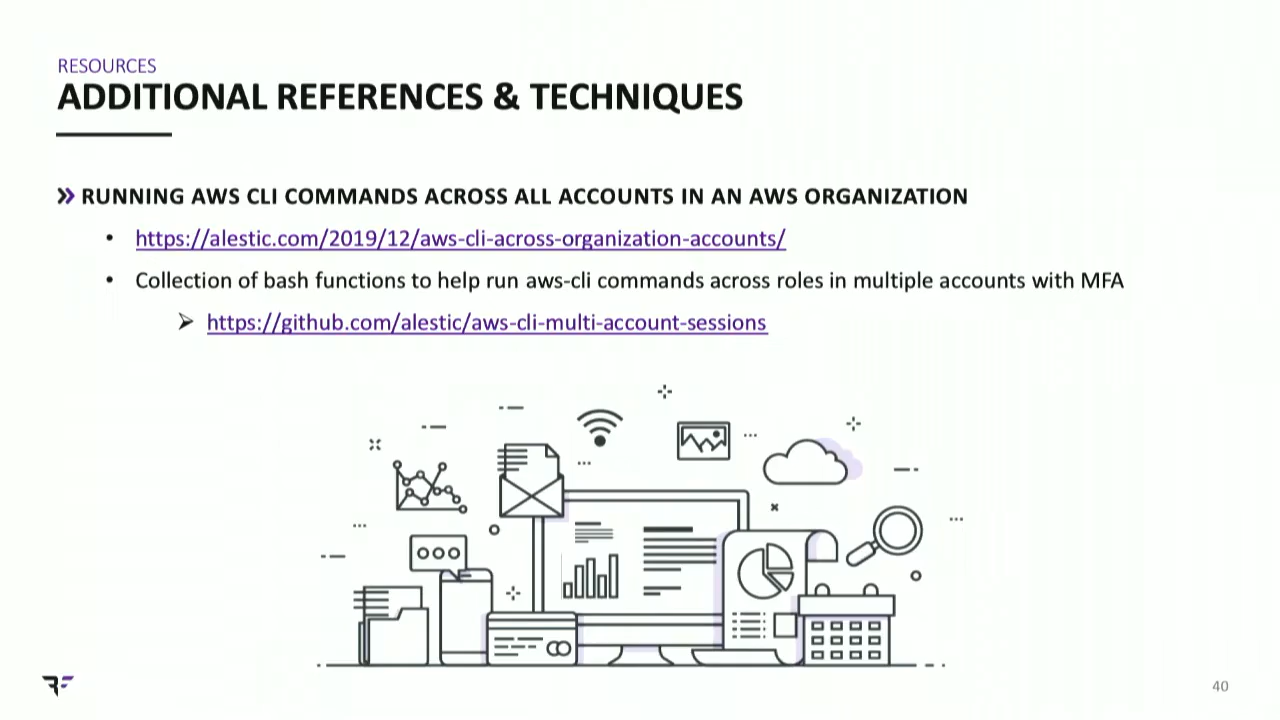 RESOURCES
ADDITIONAL REFERENCES & TECHNIQUES
RUNNING AWS CLI COMMANDS ACROSS ALL ACCOUNTS IN AN AWS ORGANIZATION
• https://alestic.com/2019/12/aws-cli-across-organization-accounts/
• Collection of bash functions to help run aws-cli commands across roles in multiple accounts with MFA
➢ https://github.com/alestic/aws-cli-multi-account-sessions
40